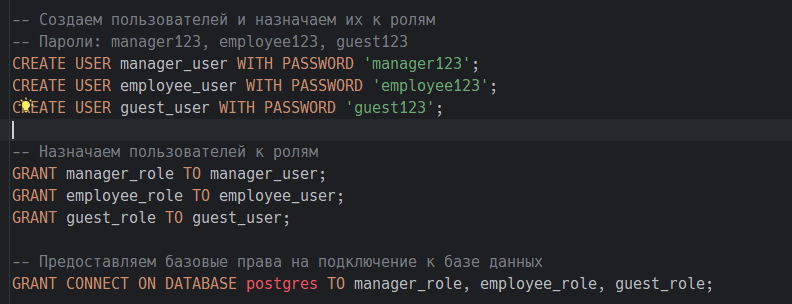 -- Создаем пользователей и назначаем их к ролям
-- Пароли: manager123, employee123, guest123
CREATE USER manager_user WITH PASSWORD 'manager123';
CREATE USER employee_user WITH PASSWORD 'employee123';
CREATE USER guest_user WITH PASSWORD 'guest123';
-- Назначаем пользователей к ролям
GRANT manager_role TO manager_user;
GRANT employee_role TO employee_user;
GRANT guest_role TO guest_user;
-- Предоставляем базовые права на подключение к базе данных
GRANT CONNECT ON DATABASE postgres TO manager_role, employee_role, guest_role;